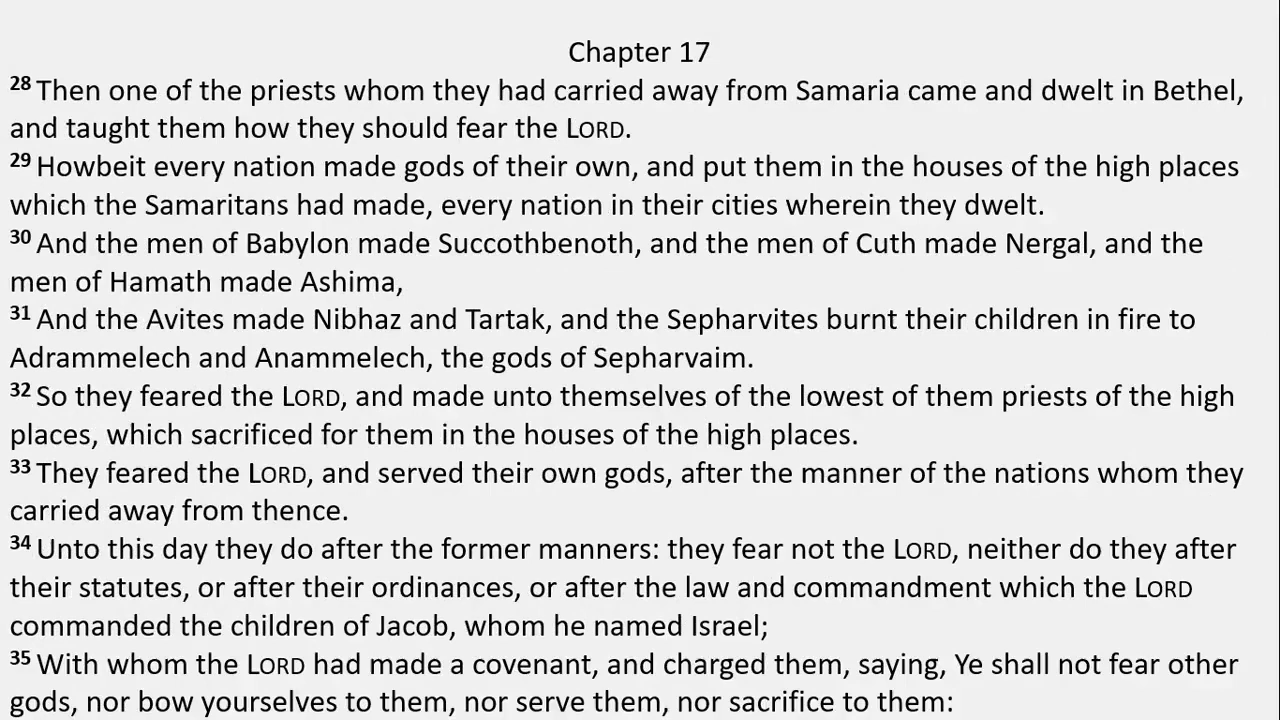 Chapter 17
28 Then one of the priests whom they had carried away from Samaria came and dwelt in Bethel,
and taught them how they should fear the LORD.
29 Howbeit every nation made gods of their own, and put them in the houses of the high places
which the Samaritans had made, every nation in their cities wherein they dwelt.
30 And the men of Babylon made Succothbenoth, and the men of Cuth made Nergal, and the
men of Hamath made Ashima,
31 And the Avites made Nibhaz and Tartak, and the Sepharvites burnt their children in fire to
Adrammelech and Anammelech, the gods of Sepharvaim.
32 So they feared the LORD, and made unto themselves of the lowest of them priests of the high
places, which sacrificed for them in the houses of the high places.
33 They feared the LORD, and served their own gods, after the manner of the nations whom they
carried away from thence.
34 Unto this day they do after the former manners: they fear not the LORD, neither do they after
their statutes, or after their ordinances, or after the law and commandment which the LORD
commanded the children of Jacob, whom he named Israel;
35 With whom the LORD had made a covenant, and charged them, saying, Ye shall not fear other
gods, nor bow yourselves to them, nor serve them, nor sacrifice to them: